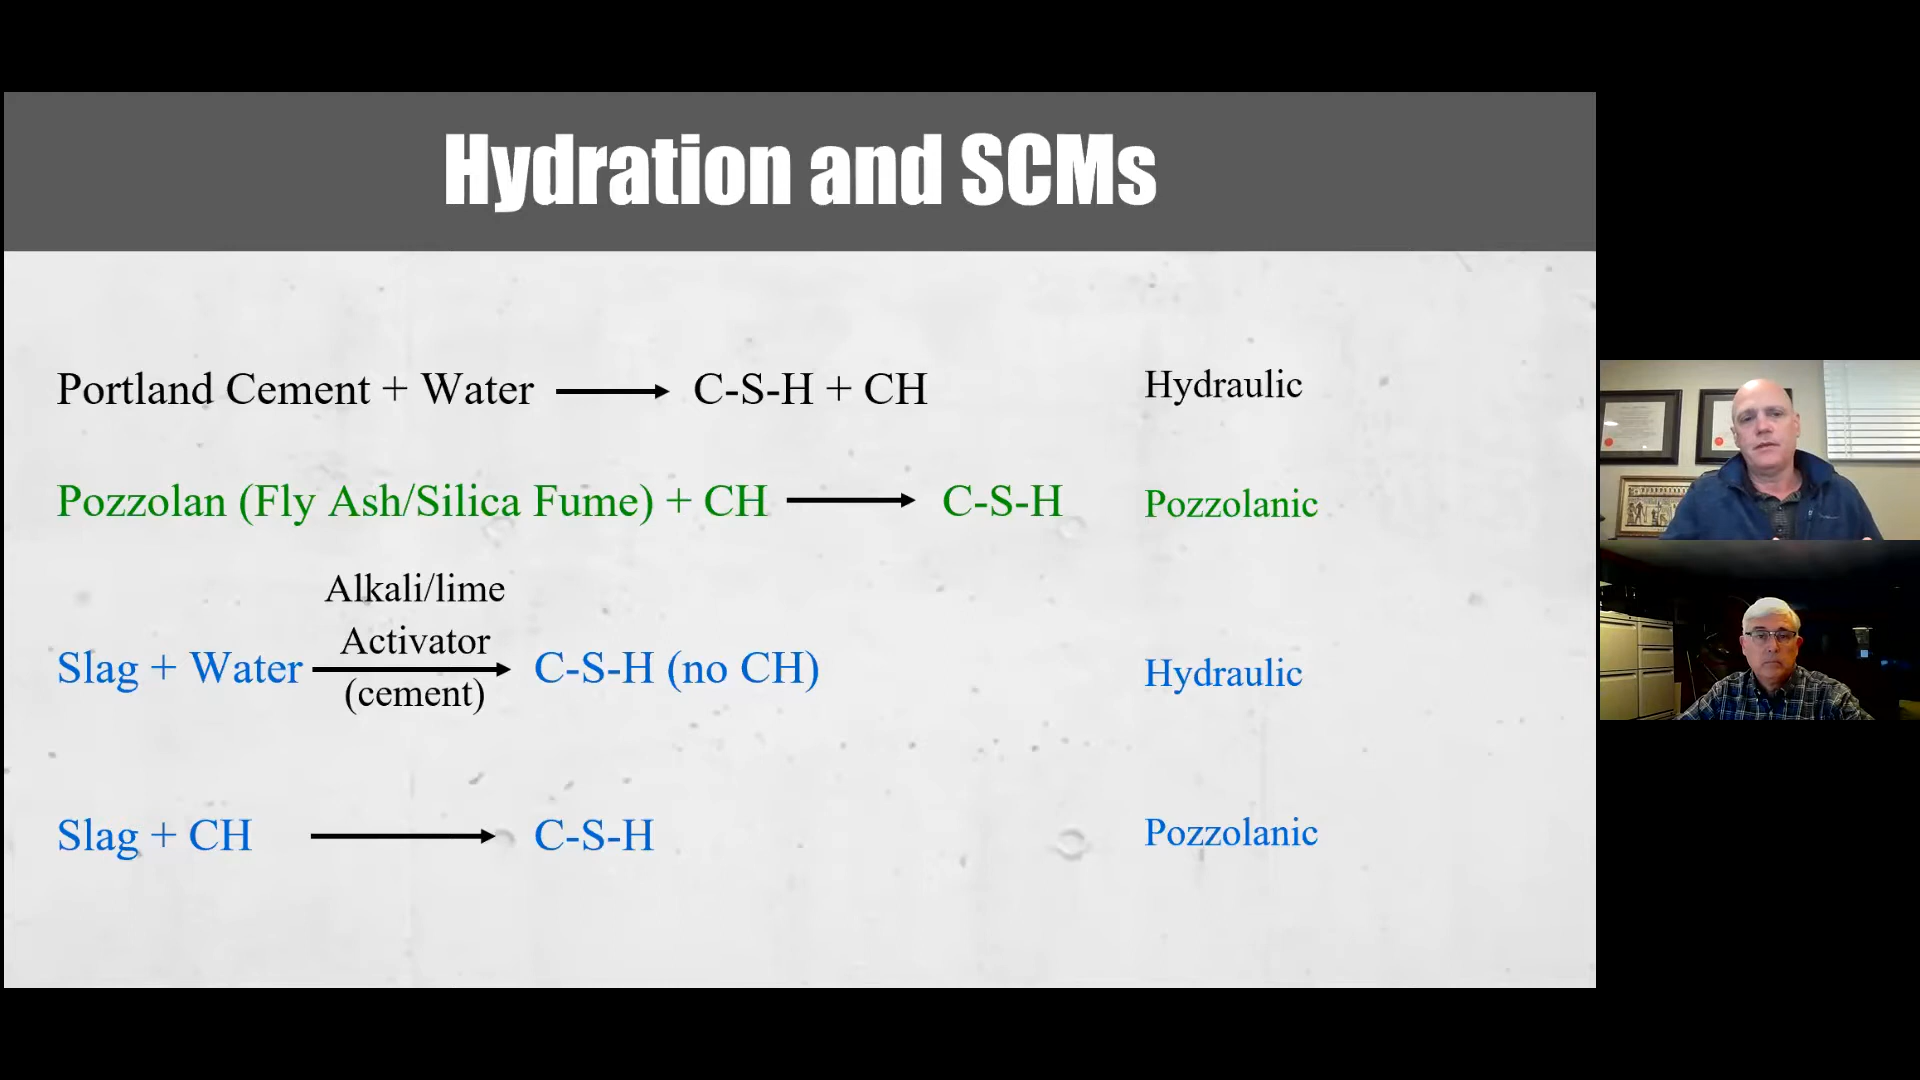 Hydration and SCMs
Portland Cement + Water ⟶ C-S-H + CH Hydraulic
Pozzolan (Fly Ash/Silica Fume) + CH ⟶ C-S-H Pozzolanic
Alkali/lime
Activator
Slag + Water ⟶ C-S-H (no CH) Hydraulic
(cement)
Slag + CH ⟶ C-S-H Pozzolanic